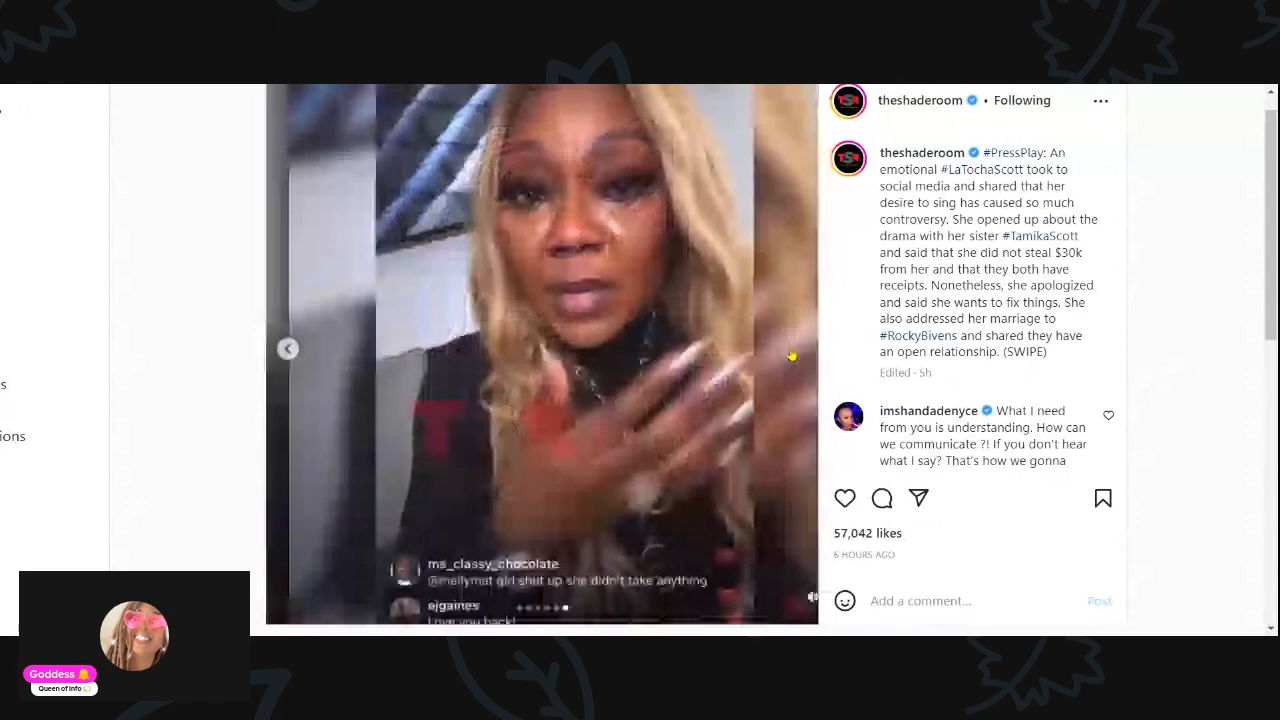 theshaderoom • Following
theshaderoom #PressPlay: An
emotional #LaTochaScott took to
social media and shared that her
desire to sing has caused so much
controversy. She opened up about the
drama with her sister #TamikaScott
and said that she did not steal $30k
from her and that they both have
receipts. Nonetheless, she apologized
and said she wants to fix things. She
also addressed her marriage to
#RockyBivens and shared they have
an open relationship. (SWIPE)
Edited · 5h
imshandadenyce What I need
from you is understanding. How can
we communicate ?! If you don't hear
what I say? That's how we gonna
57,042 likes
6 HOURS AGO
Add a comment...
Post
s
ions
ms_classy_chocolate
@mellymat girl shut up she didn't take anything
ejgaines
Love you back!
Goddess
Queen of Info